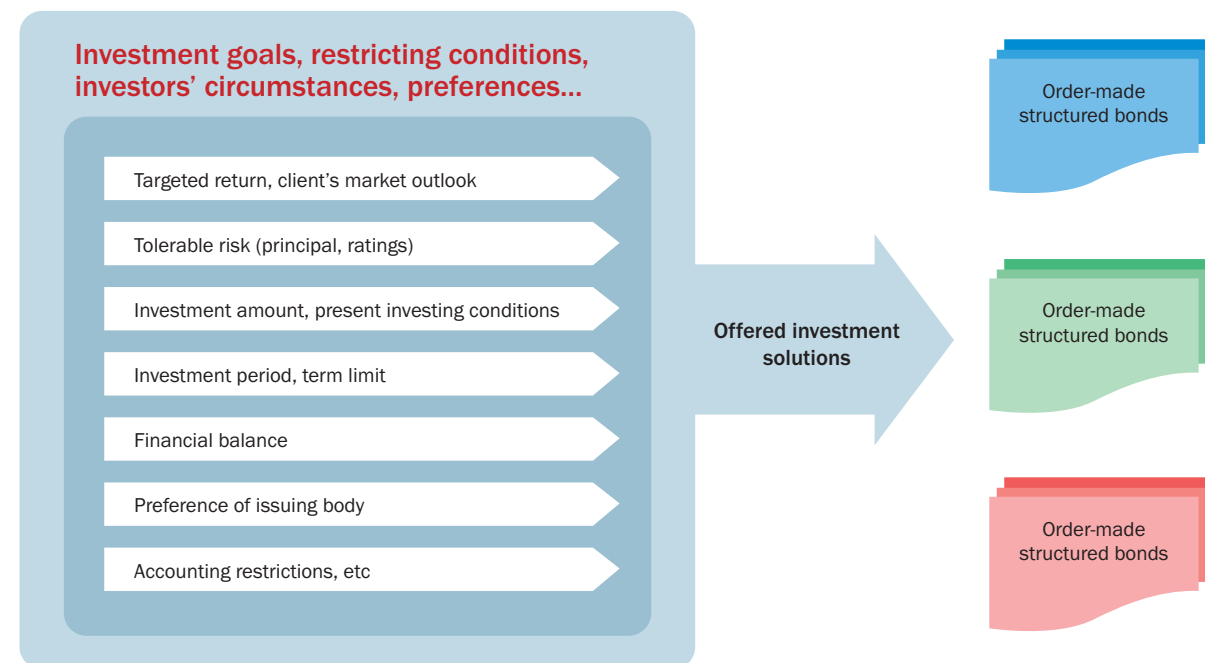 Investment goals, restricting conditions,
investors’ circumstances, preferences...
Targeted return, client’s market outlook
Tolerable risk (principal, ratings)
Investment amount, present investing conditions
Investment period, term limit
Financial balance
Preference of issuing body
Accounting restrictions, etc
Offered investment
solutions
Order-made
structured bonds
Order-made
structured bonds
Order-made
structured bonds